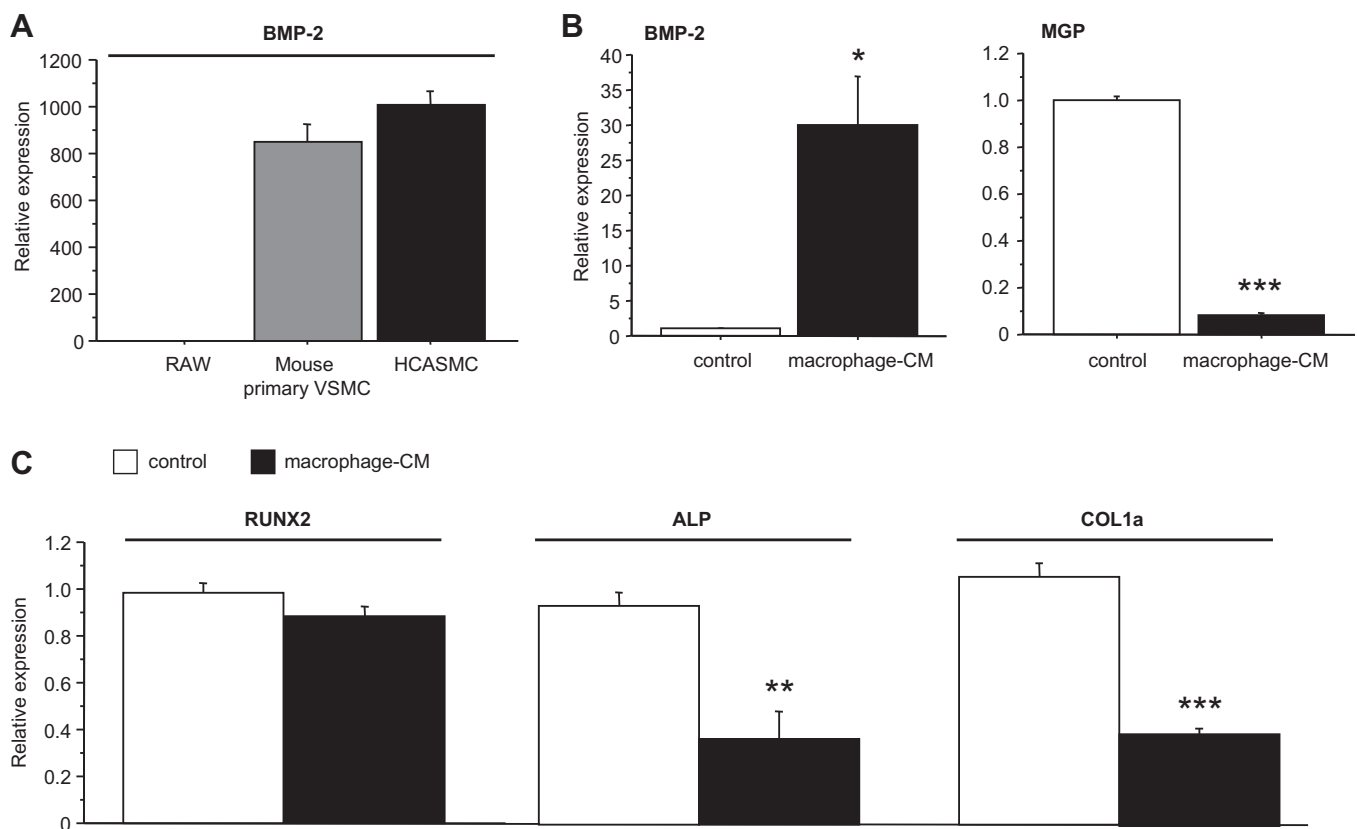 A
BMP-2
1200
1000
800
600
400
200
0
Relative expression
RAW
Mouse
primary VSMC
HCASMC
B
BMP-2
40
35
30
25
20
15
10
5
0
Relative expression
*
control
macrophage-CM
MGP
1.2
1.0
0.8
0.6
0.4
0.2
0
***
control
macrophage-CM
C
control
macrophage-CM
RUNX2
ALP
COL1a
1.2
1.0
0.8
0.6
0.4
0.2
0
Relative expression
**
***